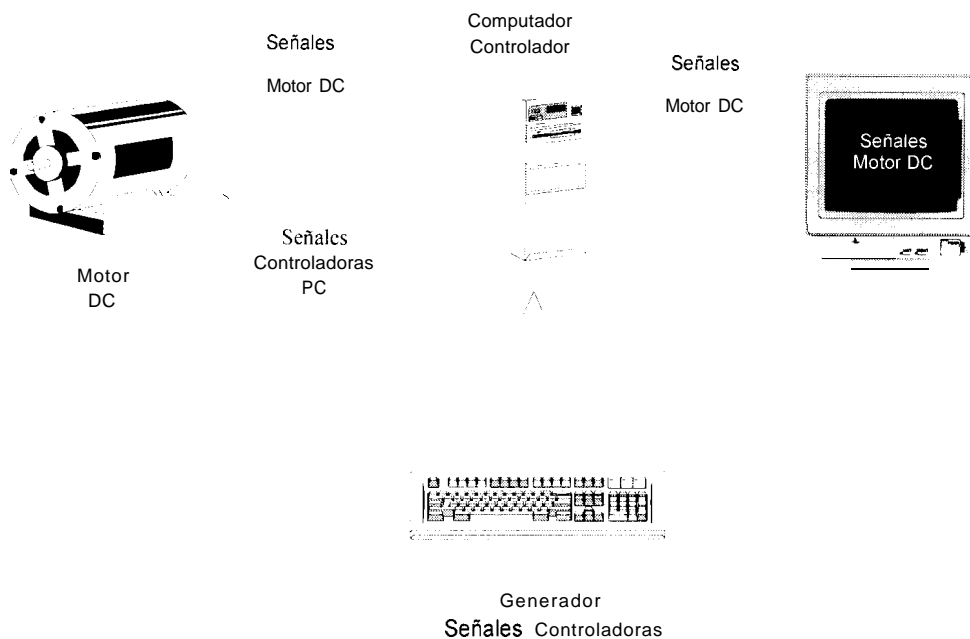 Computador
Controlador
Señales
Motor DC
Señales
Motor DC
Señales
Motor DC
Señales
Controladoras
PC
Motor
DC
Generador
Señales Controladoras